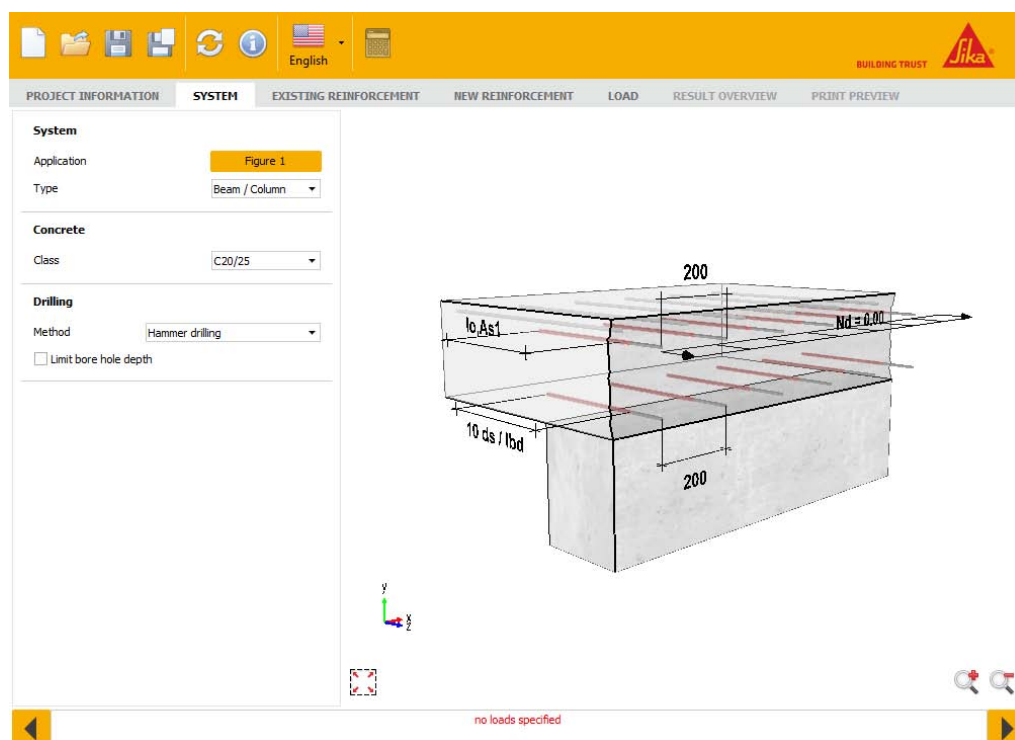 English
BUILDING TRUST
Sika
PROJECT INFORMATION SYSTEM EXISTING REINFORCEMENT NEW REINFORCEMENT LOAD RESULT OVERVIEW PRINT PREVIEW
System
Application Figure 1
Type Beam / Column
Concrete
Class C20/25
Drilling
Method Hammer drilling
Limit bore hole depth
200
lo,As1
Nd = 0.00
10 ds / lbd
200
y
x
z
no loads specified